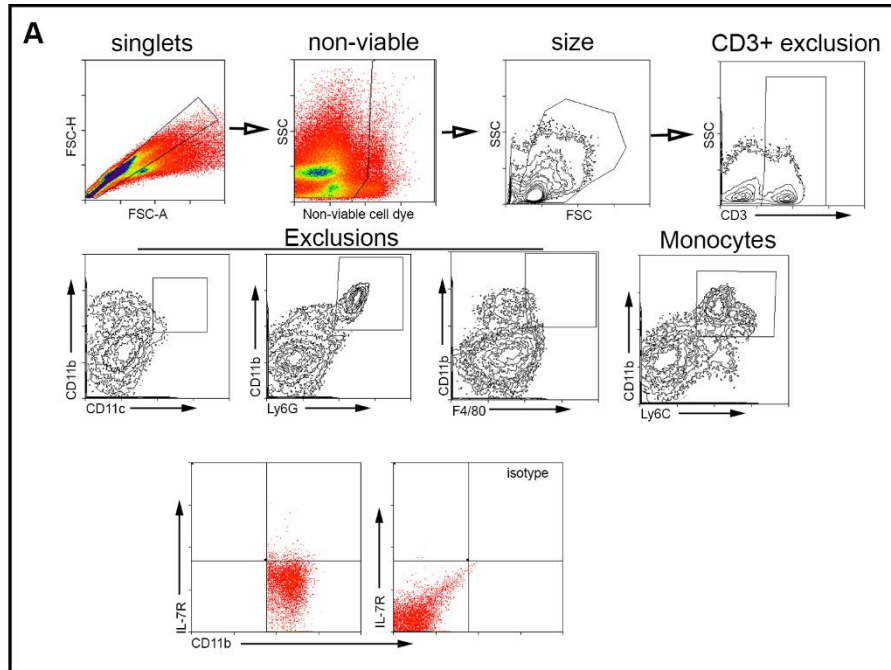 A
singlets
non-viable
size
CD3+ exclusion
FSC-H
FSC-A
SSC
Non-viable cell dye
SSC
FSC
SSC
CD3
Exclusions
Monocytes
CD11b
CD11c
CD11b
Ly6G
CD11b
F4/80
CD11b
Ly6C
IL-7R
CD11b
IL-7R
isotype